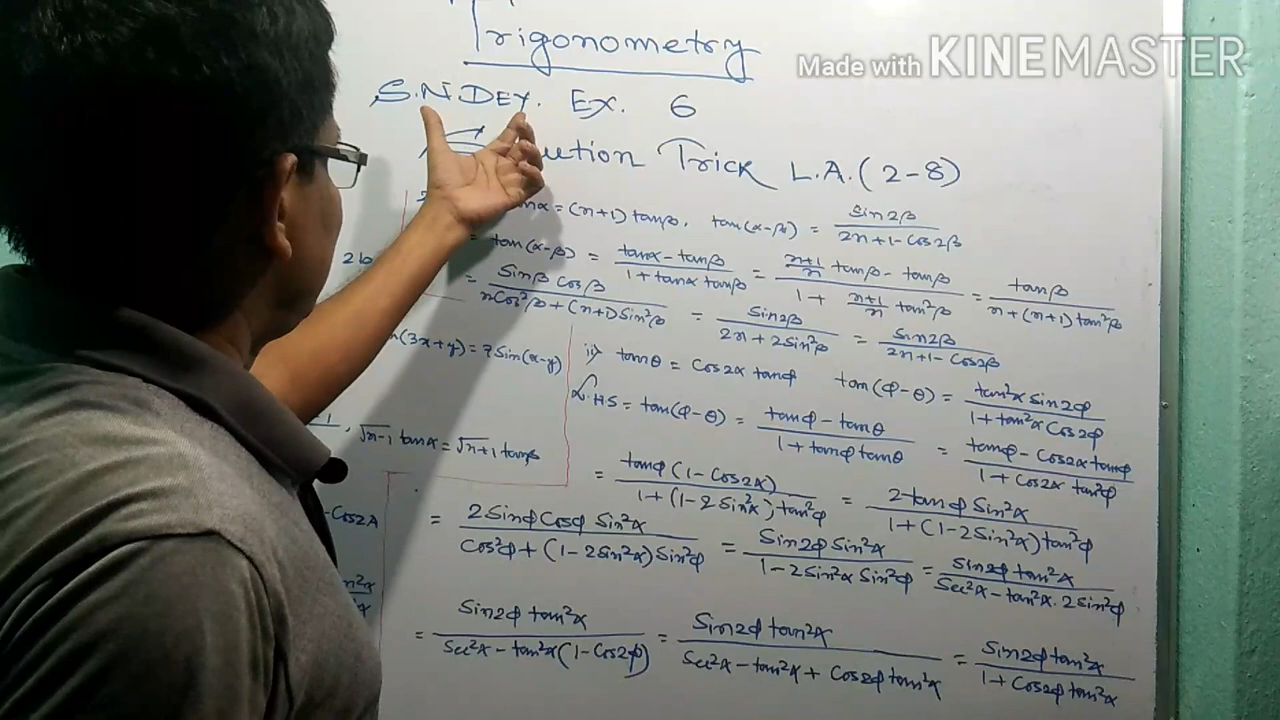 Trigonometry
Made with KINEMASTER
S.N.DEY. EX. 6
Trick L.A. (2-8)
= (n+1) tanβ, tan(α-β) = sin2β / 2n+1-cos2β
tan(α-β) = tanα - tanβ / 1 + tanα tanβ = n+1/n tanβ - tanβ / 1 + n+1/n tan²β = tanβ / n+(n+1) tan²β
= Sinβ Cosβ / nCos²β + (n+1)Sin²β = Sin2β / 2n + 2Sin²β = Sin2β / 2n+1-Cos2β
(3x+y) = 7Sin(x-y)
ii) tanθ = Cos2α tanφ tan(φ-θ) = tan²α Sin2φ / 1+tan²α Cos2φ
L.HS = tan(φ-θ) = tanφ - tanθ / 1 + tanφ tanθ = tanφ - Cos2α tanφ / 1 + Cos2α tan²φ
, √n-1 tanα = √n+1 tanβ
= tanφ (1-Cos2α) / 1 + (1-2Sin²α) tan²φ = 2tanφ Sin²α / 1+(1-2Sin²α) tan²φ
-Cos2A
= 2Sinφ Cosφ Sin²α / Cos²φ + (1-2Sin²α) Sin²φ = Sin2φ Sin²α / 1-2Sin²α Sin²φ = Sin2φ tan²α / Sec²α - tan²α . 2Sin²φ
= Sin2φ tan²α / Sec²α - tan²α (1-Cos2φ) = Sin2φ tan²α / Sec²α - tan²α + Cos2φ tan²α = Sin2φ tan²α / 1 + Cos2φ tan²α